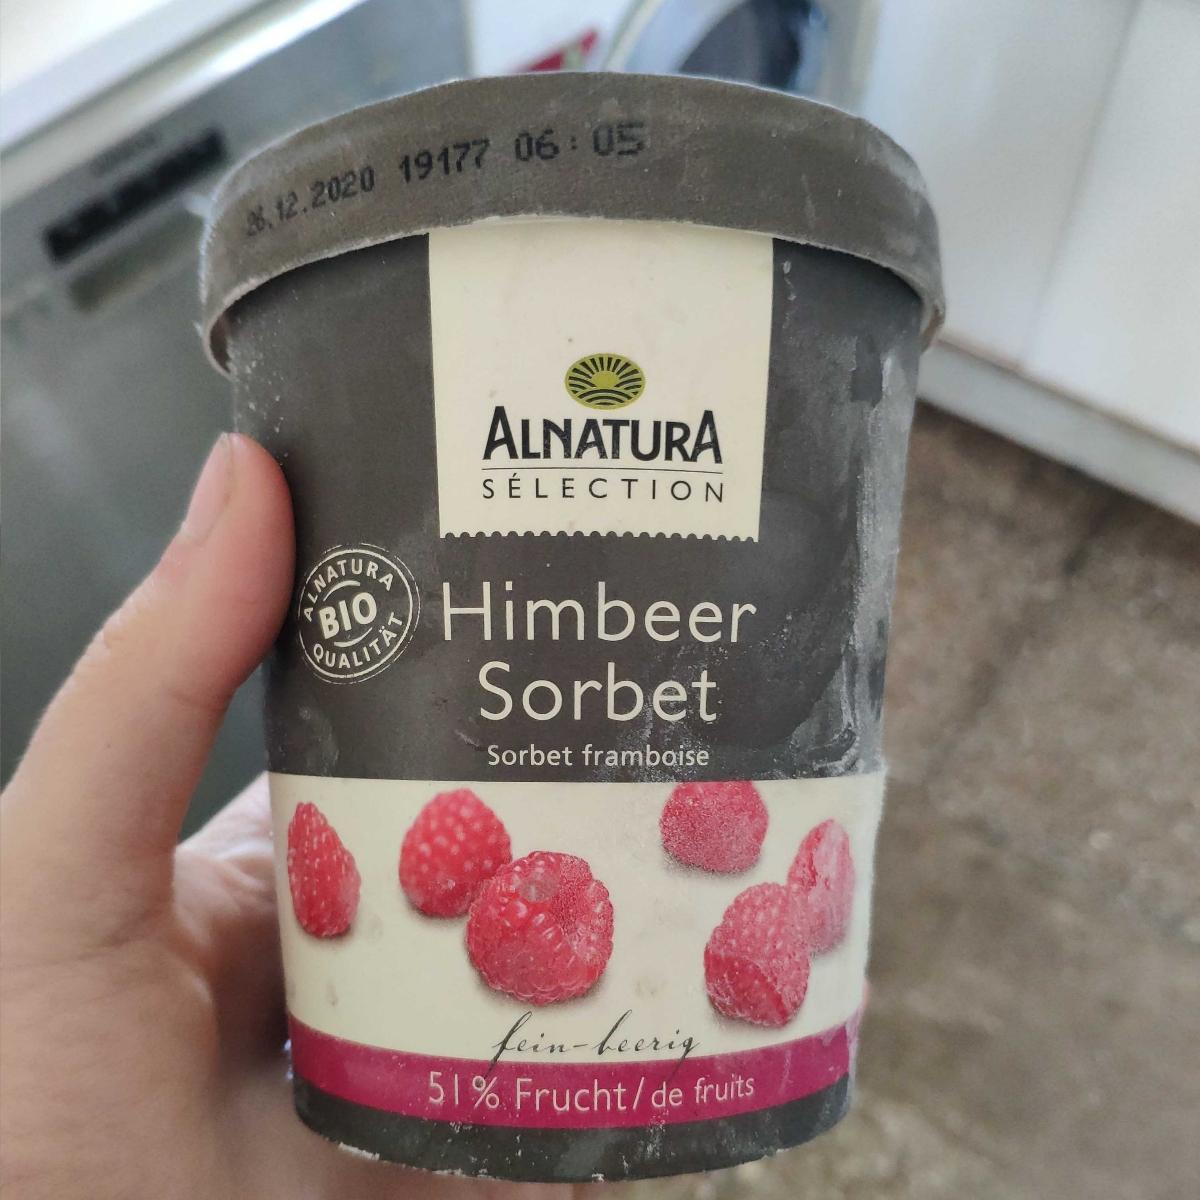 26.12.2020 19177 06:05
ALNATURA
SÉLECTION
ALNATURA
BIO
QUALITÄT
Himbeer
Sorbet
Sorbet framboise
fein-beerig
51% Frucht/de fruits